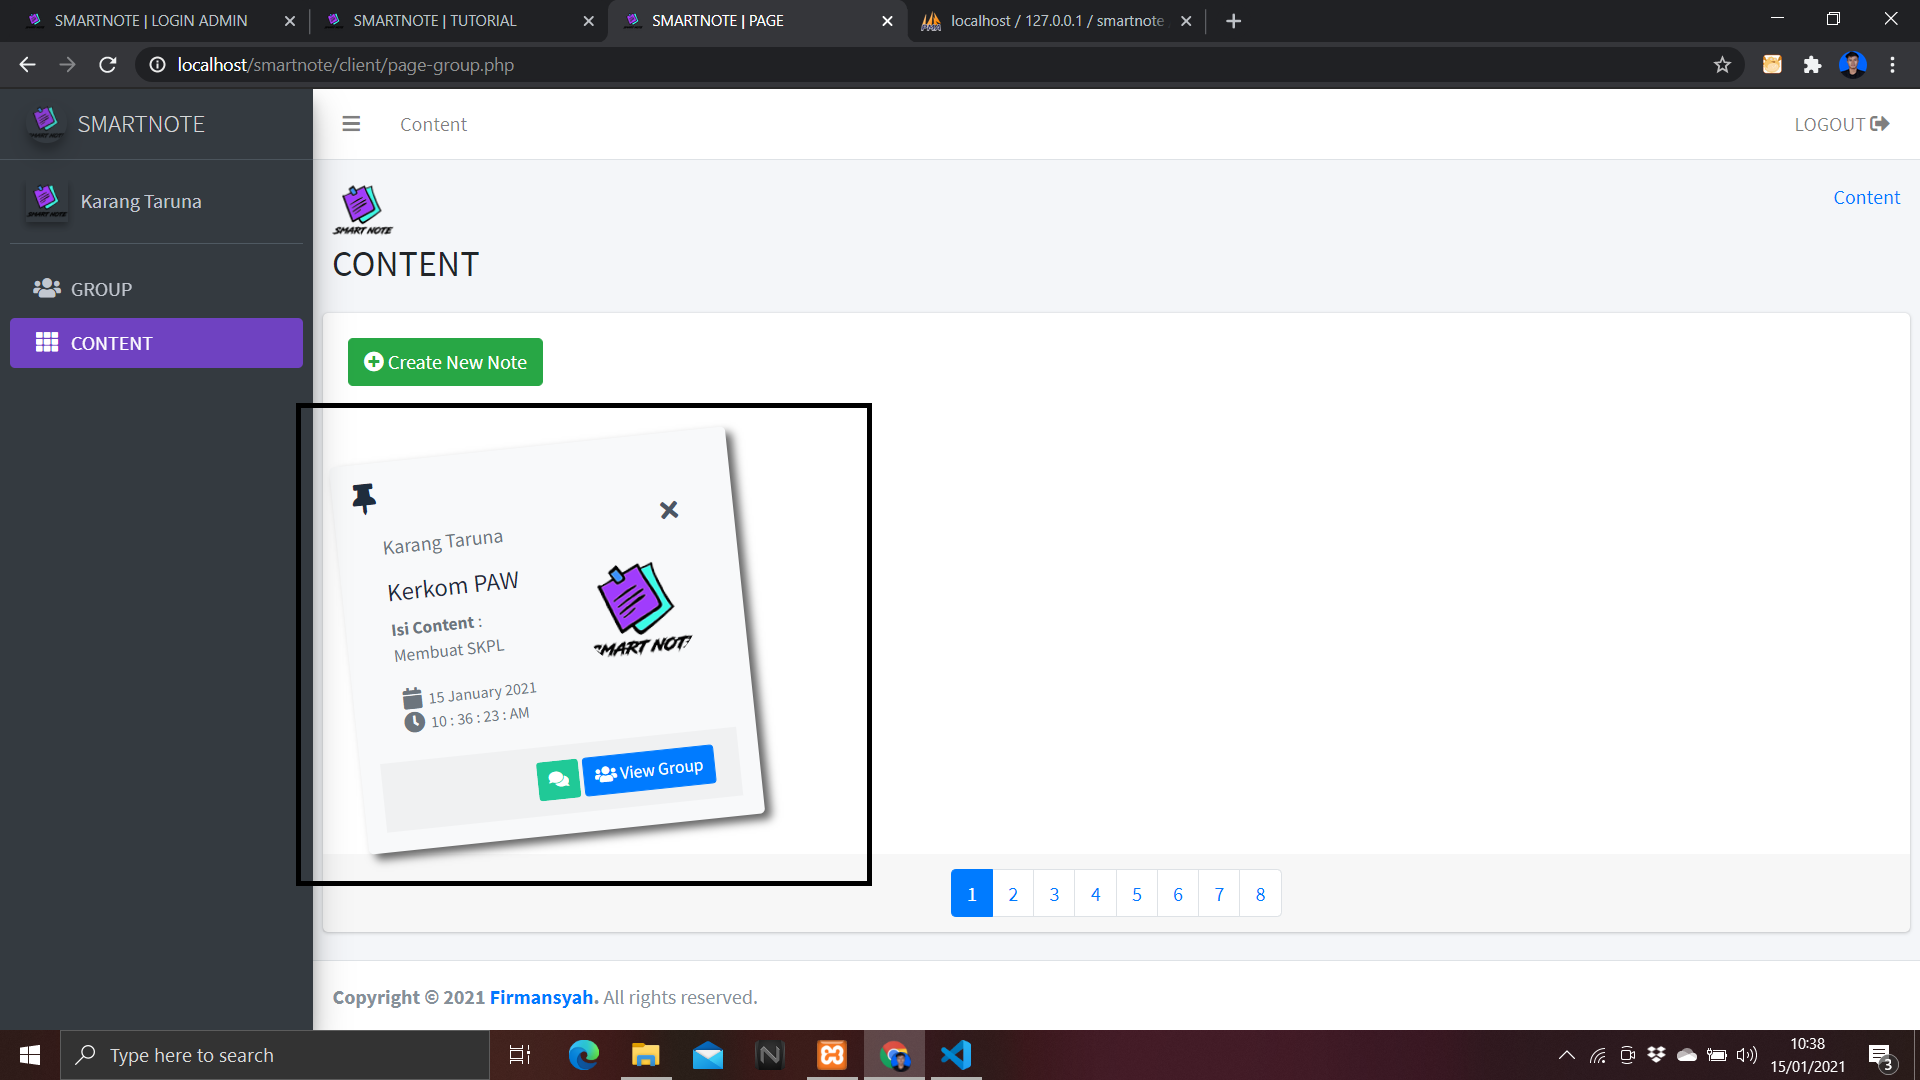 SMARTNOTE | LOGIN ADMIN
SMARTNOTE | TUTORIAL
SMARTNOTE | PAGE
localhost / 127.0.0.1 / smartnote
localhost/smartnote/client/page-group.php
SMARTNOTE
Content
LOGOUT
Karang Taruna
SMART NOTE
Content
CONTENT
GROUP
CONTENT
Create New Note
Karang Taruna
Kerkom PAW
Isi Content :
Membuat SKPL
SMART NOT
15 January 2021
10 : 36 : 23 : AM
View Group
1 2 3 4 5 6 7 8
Copyright © 2021 Firmansyah. All rights reserved.
Type here to search
10:38
15/01/2021
3